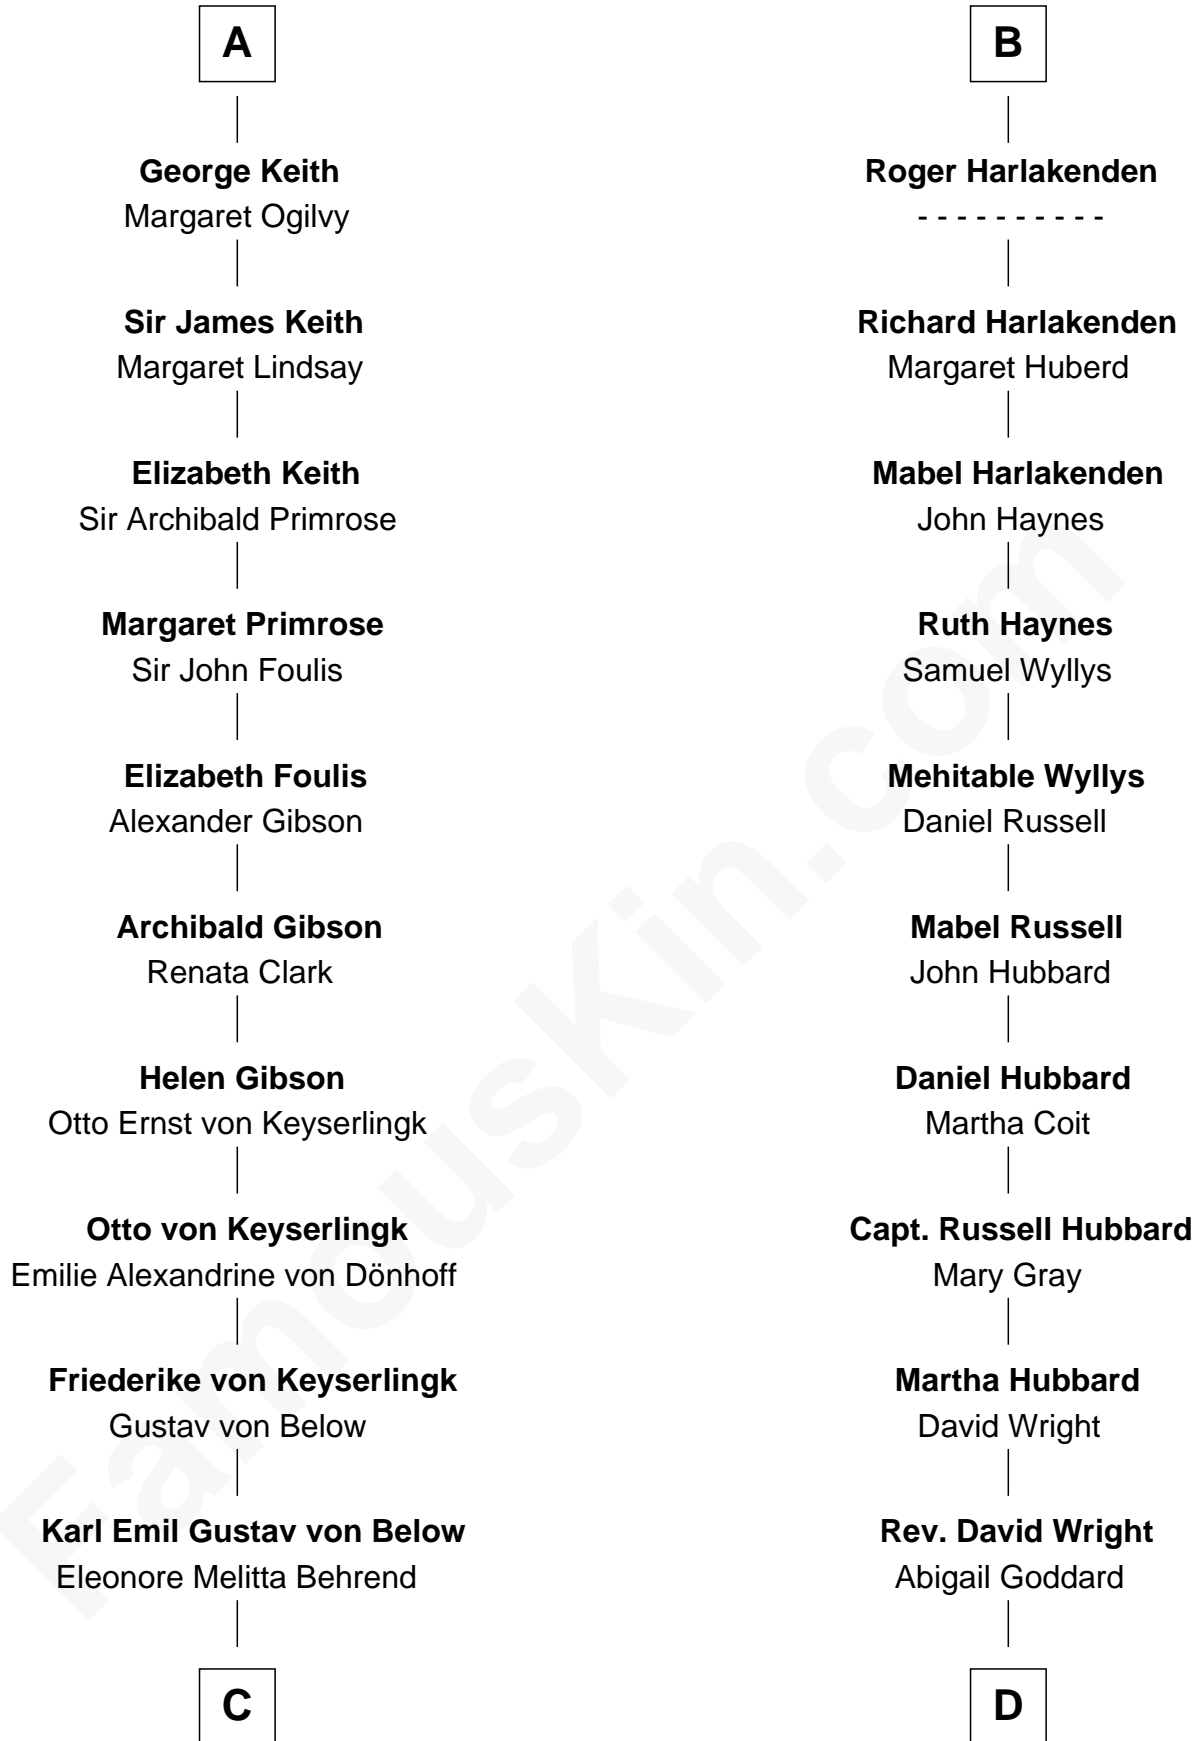 A
George Keith
Margaret Ogilvy
Sir James Keith
Margaret Lindsay
Elizabeth Keith
Sir Archibald Primrose
Margaret Primrose
Sir John Foulis
Elizabeth Foulis
Alexander Gibson
Archibald Gibson
Renata Clark
Helen Gibson
Otto Ernst von Keyserlingk
Otto von Keyserlingk
Emilie Alexandrine von Dönhoff
Friederike von Keyserlingk
Gustav von Below
Karl Emil Gustav von Below
Eleonore Melitta Behrend
C
B
Roger Harlakenden
- - - - - - - - - -
Richard Harlakenden
Margaret Huberd
Mabel Harlakenden
John Haynes
Ruth Haynes
Samuel Wyllys
Mehitable Wyllys
Daniel Russell
Mabel Russell
John Hubbard
Daniel Hubbard
Martha Coit
Capt. Russell Hubbard
Mary Gray
Martha Hubbard
David Wright
Rev. David Wright
Abigail Goddard
D
FamousKin.com